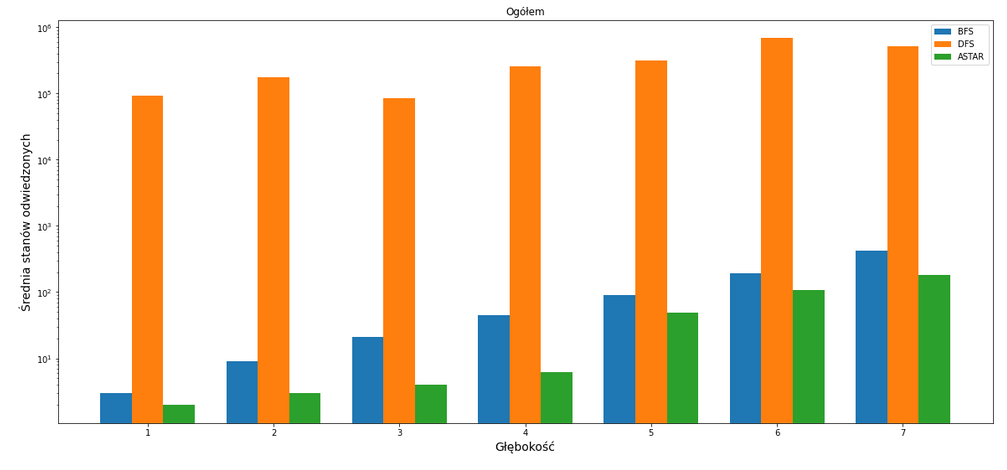 Ogółem
BFS
DFS
ASTAR
Średnia stanów odwiedzonych
10⁶
10⁵
10⁴
10³
10²
10¹
1 2 3 4 5 6 7
Głębokość